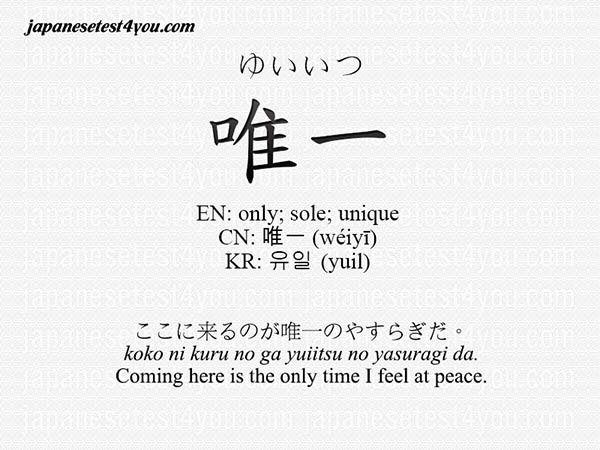 japanesetest4you.com
ゆいいつ
唯一
EN: only; sole; unique
CN: 唯一 (wéiyī)
KR: 유일 (yuil)
ここに来るのが唯一のやすらぎだ。
koko ni kuru no ga yuiitsu no yasuragi da.
Coming here is the only time I feel at peace.